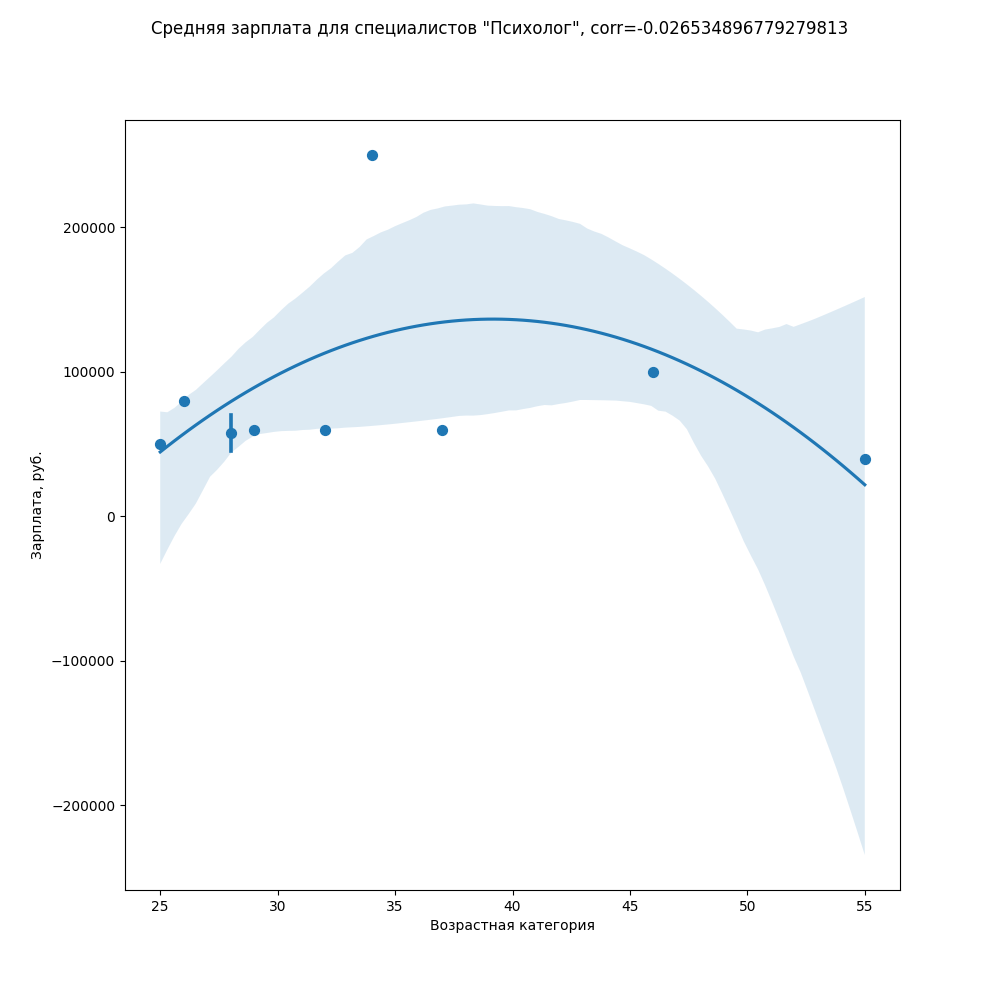 Средняя зарплата для специалистов "Психолог", corr=-0.026534896779279813
200000
100000
0
−100000
−200000
Зарплата, руб.
25 30 35 40 45 50 55
Возрастная категория